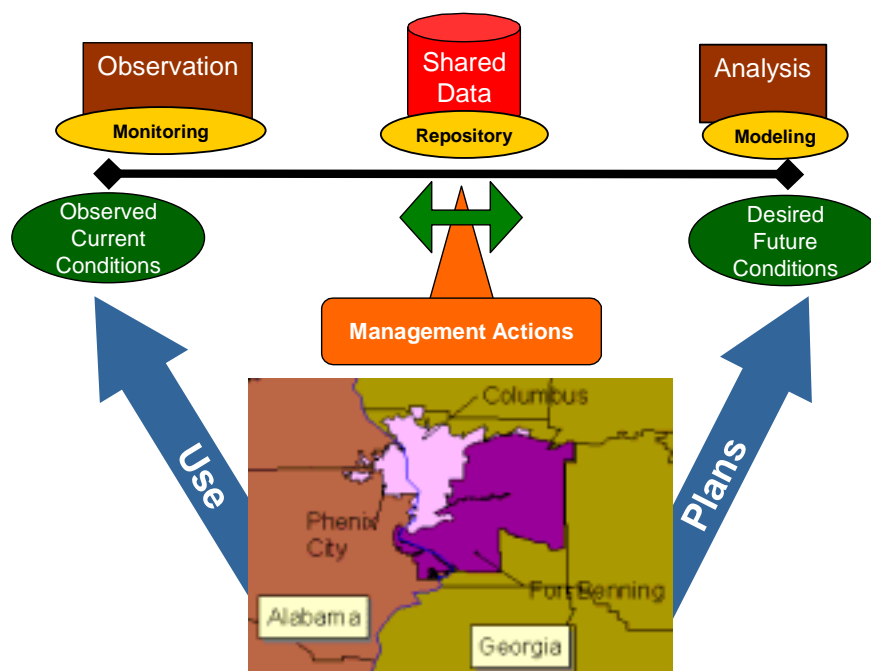 Observation
Monitoring
Shared
Data
Repository
Analysis
Modeling
Observed
Current
Conditions
Desired
Future
Conditions
Management Actions
Use
Plans
Columbus
Phenix
City
Fort Benning
Alabama
Georgia